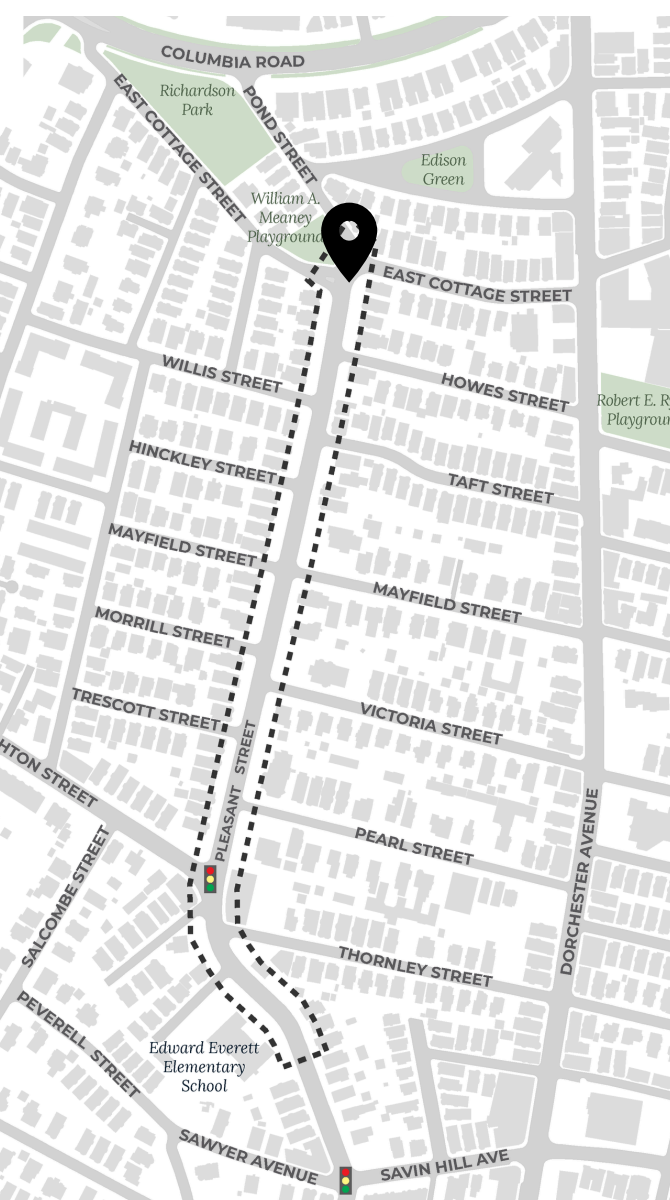 COLUMBIA ROAD
Richardson
Park
POND STREET
EAST COTTAGE STREET
Edison
Green
William A.
Meaney
Playground
EAST COTTAGE STREET
WILLIS STREET
HOWES STREET
Robert E. R
Playgroun
HINCKLEY STREET
TAFT STREET
MAYFIELD STREET
MAYFIELD STREET
MORRILL STREET
TRESCOTT STREET
VICTORIA STREET
PLEASANT STREET
HTON STREET
PEARL STREET
DORCHESTER AVENUE
SALCOMBE STREET
THORNLEY STREET
PEVERELL STREET
Edward Everett
Elementary
School
SAWYER AVENUE
SAVIN HILL AVE